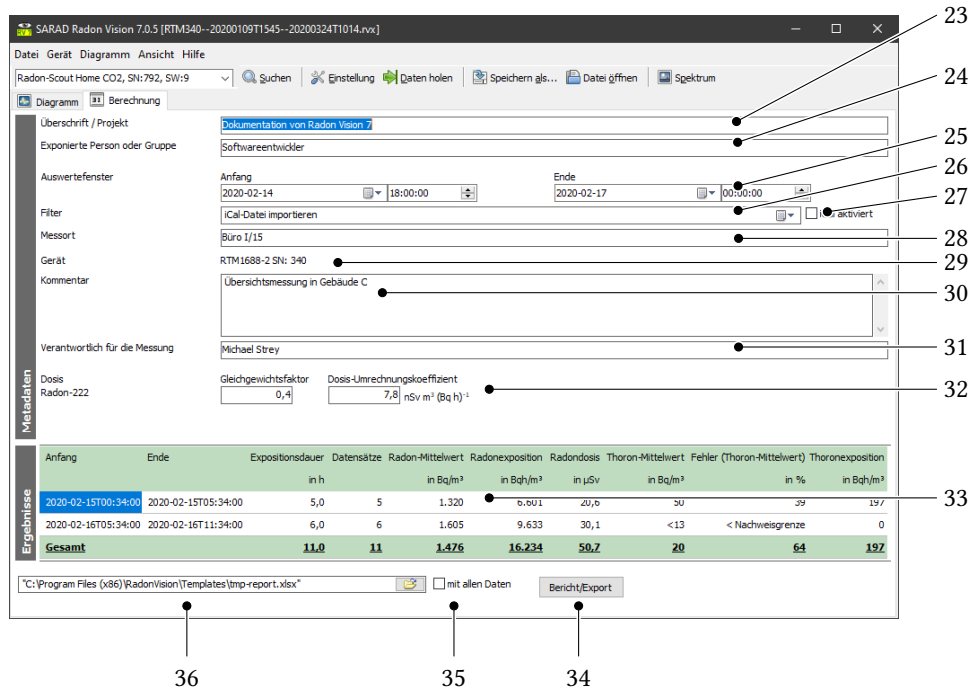 SARAD Radon Vision 7.0.5 [RTM340--20200109T1545--20200324T1014.rvx]
23
Datei Gerät Diagramm Ansicht Hilfe
Radon-Scout Home CO2, SN:792, SW:9 Suchen Einstellung Daten holen Speichern als... Datei öffnen Spektrum
24
Diagramm 31 Berechnung
Überschrift / Projekt Dokumentation von Radon Vision 7
Exponierte Person oder Gruppe Softwareentwickler
25
Auswertefenster Anfang Ende
26
2020-02-14 18:00:00 2020-02-17 00:00:00
27
Filter iCal-Datei importieren aktiviert
Messort Büro I/15
28
Gerät RTM1688-2 SN: 340
29
Kommentar Übersichtsmessung in Gebäude C
30
Verantwortlich für die Messung Michael Strey
31
Dosis Gleichgewichtsfaktor Dosis-Umrechnungskoeffizient
Radon-222 0,4 7,8 nSv m³ (Bq h)⁻¹
32
Metadaten
Anfang Ende Expositionsdauer Datensätze Radon-Mittelwert Radonexposition Radondosis Thoron-Mittelwert Fehler (Thoron-Mittelwert) Thoronexposition
in h in Bq/m³ in Bqh/m³ in µSv in Bq/m³ in % in Bqh/m³
2020-02-15T00:34:00 2020-02-15T05:34:00 5,0 5 1.320 6.601 20,6 50 39 197
33
2020-02-16T05:34:00 2020-02-16T11:34:00 6,0 6 1.605 9.633 30,1 <13 < Nachweisgrenze 0
Gesamt 11,0 11 1.476 16.234 50,7 20 64 197
Ergebnisse
"C:\Program Files (x86)\RadonVision\Templates\tmp-report.xlsx" mit allen Daten Bericht/Export
36 35 34